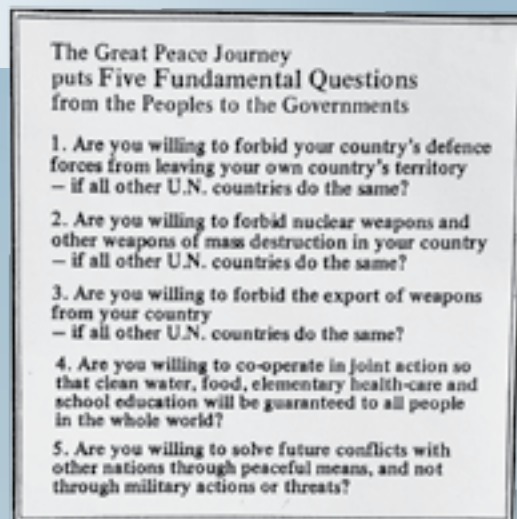 The Great Peace Journey
puts Five Fundamental Questions
from the Peoples to the Governments
1. Are you willing to forbid your country's defence
forces from leaving your own country's territory
– if all other U.N. countries do the same?
2. Are you willing to forbid nuclear weapons and
other weapons of mass destruction in your country
– if all other U.N. countries do the same?
3. Are you willing to forbid the export of weapons
from your country
– if all other U.N. countries do the same?
4. Are you willing to co-operate in joint action so
that clean water, food, elementary health-care and
school education will be guaranteed to all people
in the whole world?
5. Are you willing to solve future conflicts with
other nations through peaceful means, and not
through military actions or threats?